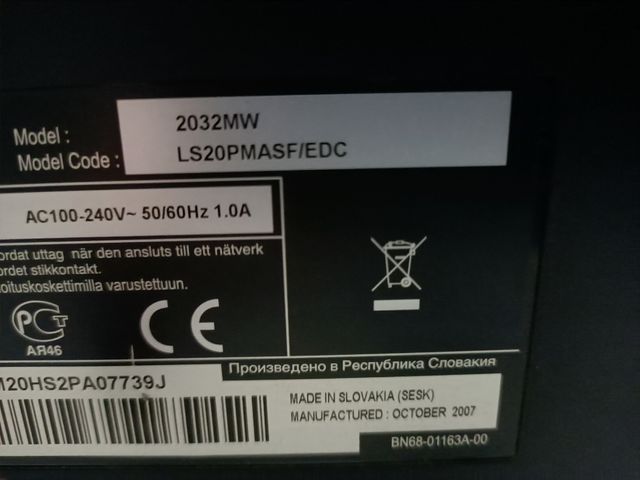 Model : 2032MW
Model Code : LS20PMASF/EDC
AC100-240V~ 50/60Hz 1.0A
ordat uttag när den ansluts till ett nätverk
ordet stikkontakt.
oituskoskettimilla varustettuun.
РСТ
АЯ46
CE
Произведено в Республика Словакия
M20HS2PA07739J
MADE IN SLOVAKIA (SESK)
MANUFACTURED : OCTOBER 2007
BN68-01163A-00